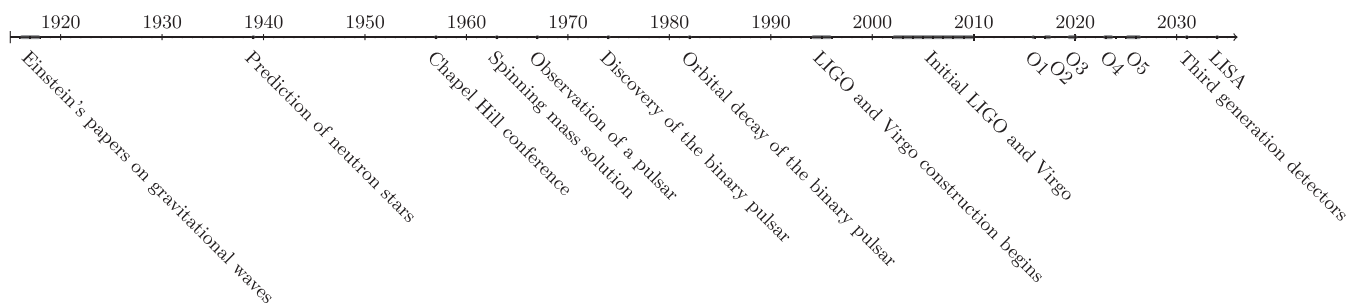 1920 1930 1940 1950 1960 1970 1980 1990 2000 2010 2020 2030
Einstein's papers on gravitational waves
Prediction of neutron stars
Chapel Hill conference
Spinning mass solution
Observation of a pulsar
Discovery of the binary pulsar
Orbital decay of the binary pulsar
LIGO and Virgo construction begins
Initial LIGO and Virgo
O1
O2
O3
O4
O5
Third generation detectors
LISA